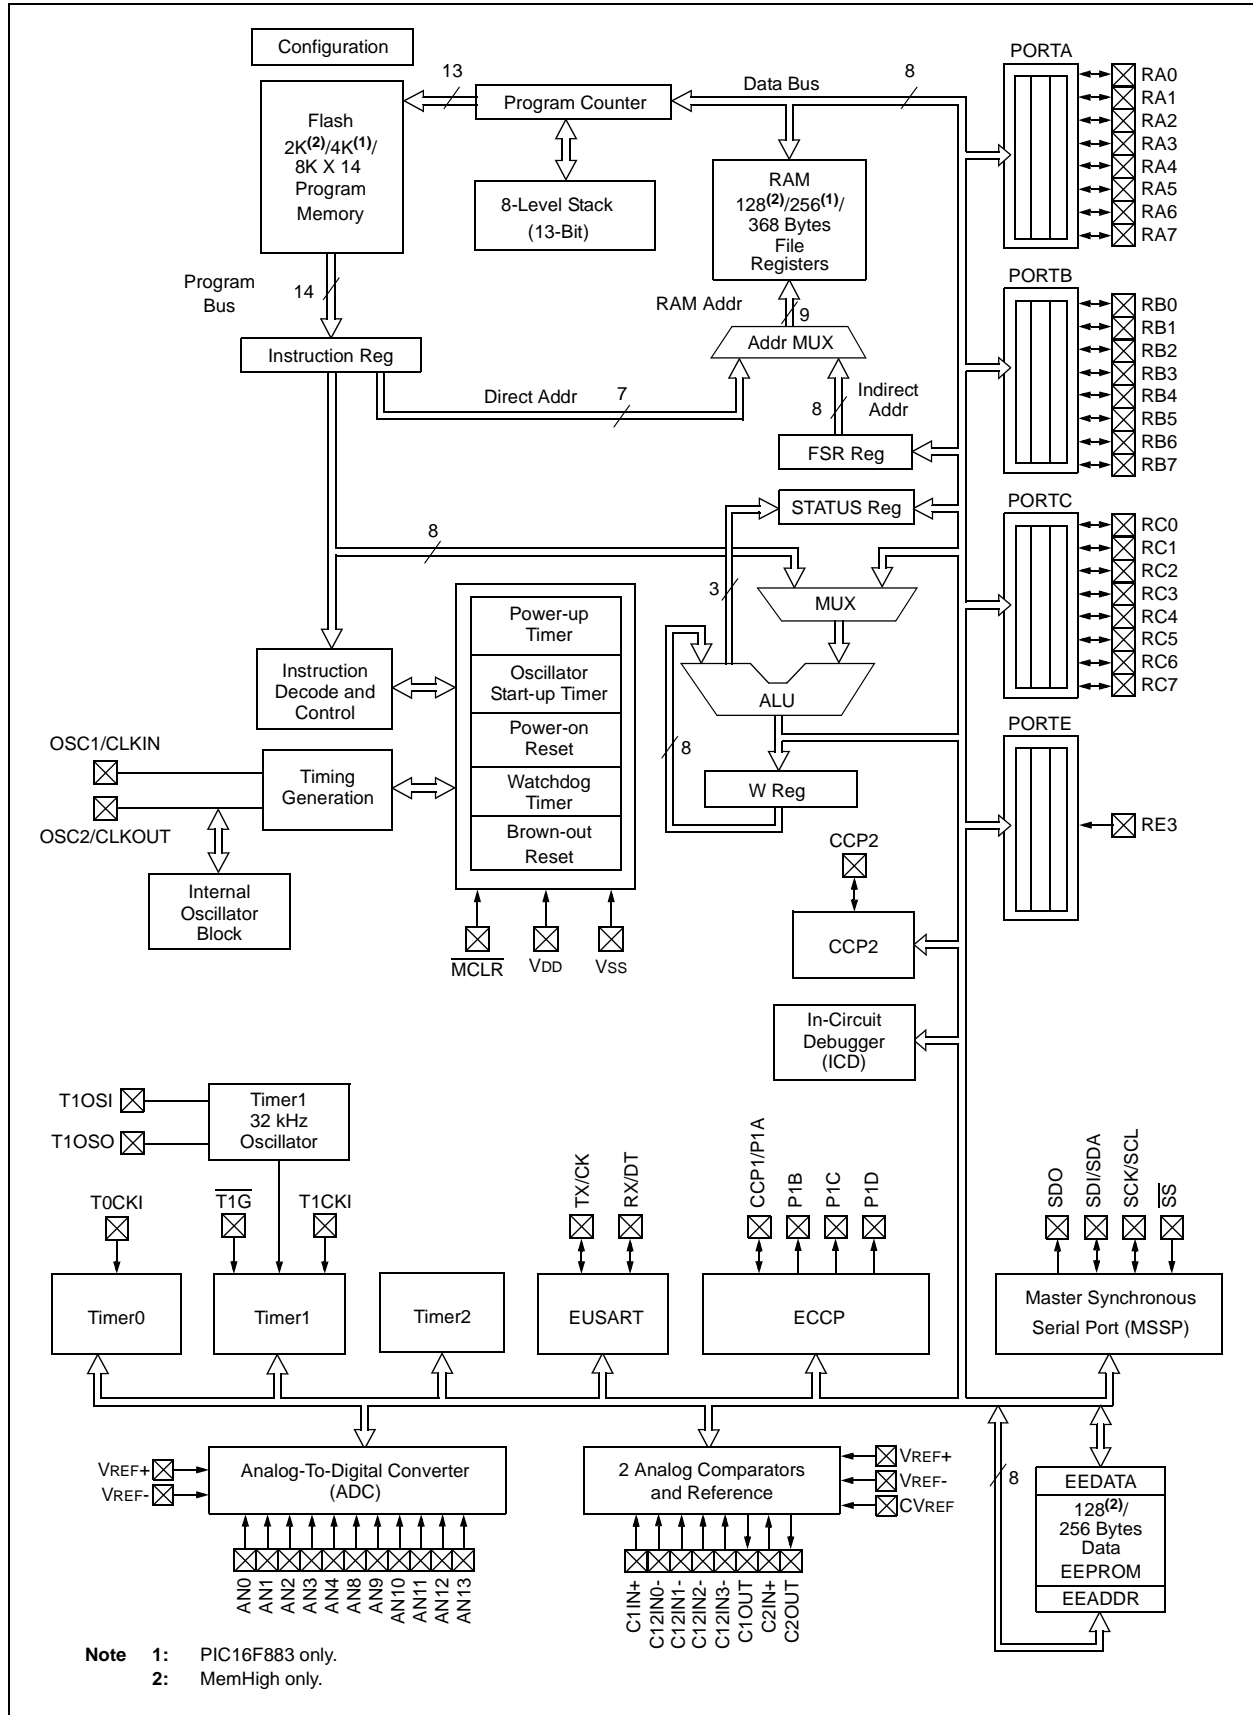 Configuration
13
Program Counter
Data Bus
8
PORTA
RA0
RA1
RA2
RA3
RA4
RA5
RA6
RA7
Flash
2K(2)/4K(1)/
8K X 14
Program
Memory
8-Level Stack
(13-Bit)
RAM
128(2)/256(1)/
368 Bytes
File
Registers
Program
Bus
14
RAM Addr
9
PORTB
RB0
RB1
RB2
RB3
RB4
RB5
RB6
RB7
Instruction Reg
Addr MUX
Direct Addr
7
8
Indirect
Addr
FSR Reg
STATUS Reg
PORTC
RC0
RC1
RC2
RC3
RC4
RC5
RC6
RC7
8
3
MUX
Power-up
Timer
Oscillator
Start-up Timer
Power-on
Reset
Watchdog
Timer
Brown-out
Reset
Instruction
Decode and
Control
ALU
8
W Reg
PORTE
RE3
OSC1/CLKIN
OSC2/CLKOUT
Timing
Generation
Internal
Oscillator
Block
MCLR
VDD
VSS
CCP2
CCP2
In-Circuit
Debugger
(ICD)
T1OSI
T1OSO
Timer1
32 kHz
Oscillator
T0CKI
T1G
T1CKI
TX/CK
RX/DT
CCP1/P1A
P1B
P1C
P1D
SDO
SDI/SDA
SCK/SCL
SS
Timer0
Timer1
Timer2
EUSART
ECCP
Master Synchronous
Serial Port (MSSP)
VREF+
VREF-
Analog-To-Digital Converter
(ADC)
2 Analog Comparators
and Reference
VREF+
VREF-
CVREF
8
EEDATA
128(2)/
256 Bytes
Data
EEPROM
EEADDR
AN0
AN1
AN2
AN3
AN4
AN8
AN9
AN10
AN11
AN12
AN13
C1IN+
C12IN0-
C12IN1-
C12IN2-
C12IN3-
C1OUT
C2IN+
C2OUT
Note 1: PIC16F883 only.
2: MemHigh only.